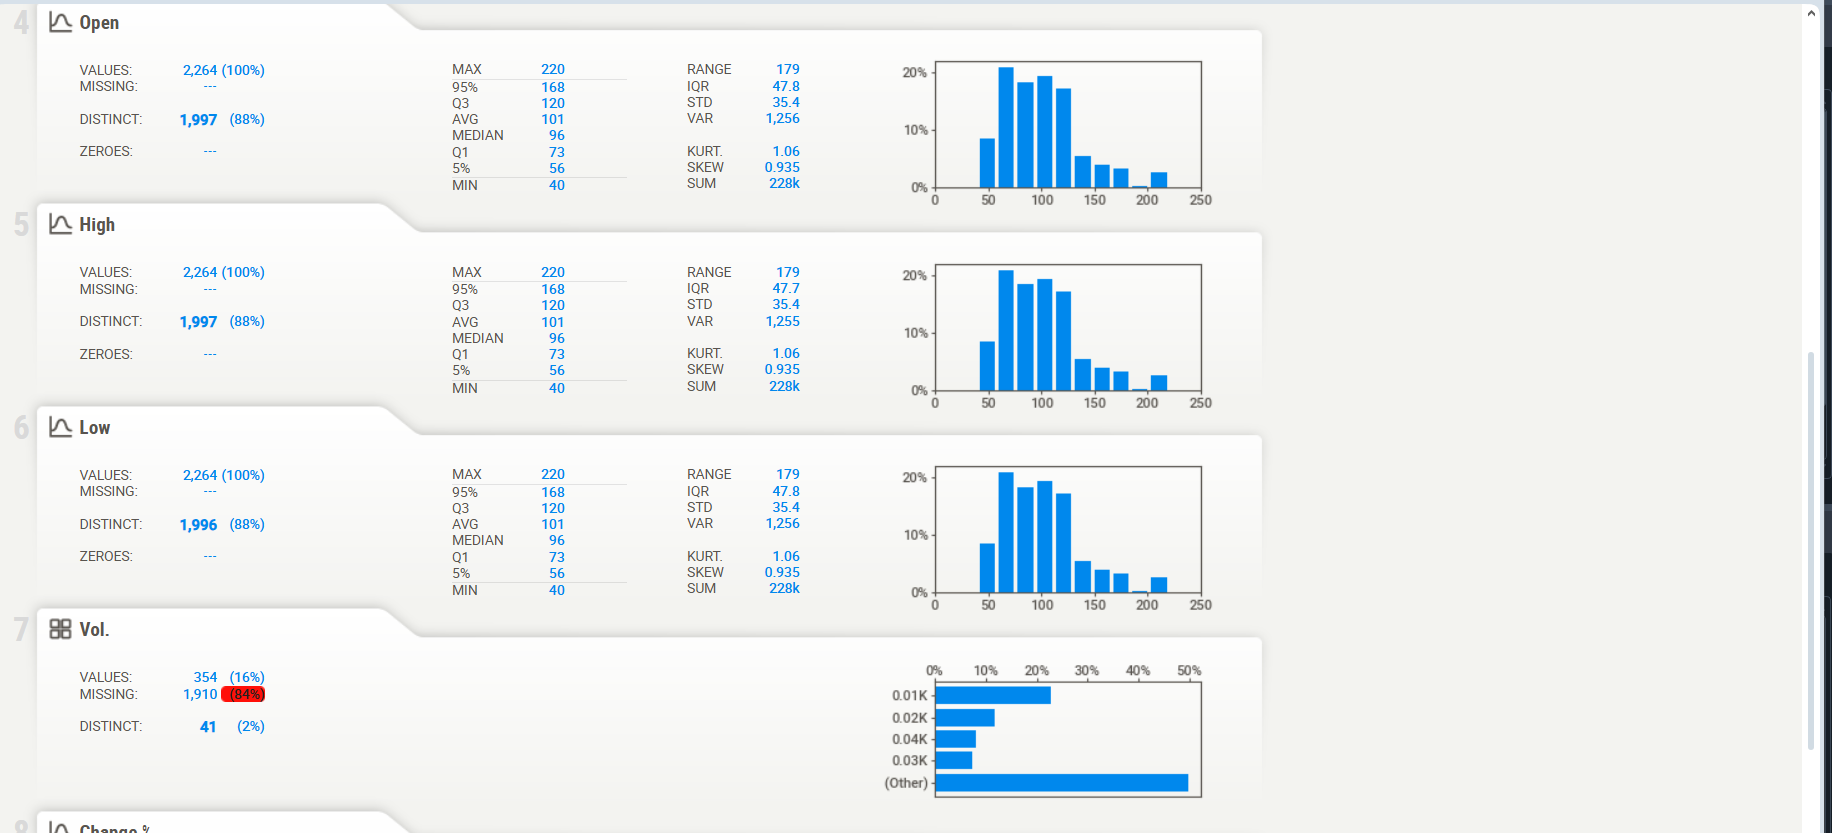 4 Open
VALUES: 2,264 (100%)
MISSING: ---
DISTINCT: 1,997 (88%)
ZEROES: ---
MAX 220
95% 168
Q3 120
AVG 101
MEDIAN 96
Q1 73
5% 56
MIN 40
RANGE 179
IQR 47.8
STD 35.4
VAR 1,256
KURT. 1.06
SKEW 0.935
SUM 228k
20%
10%
0%
0 50 100 150 200 250
5 High
VALUES: 2,264 (100%)
MISSING: ---
DISTINCT: 1,997 (88%)
ZEROES: ---
MAX 220
95% 168
Q3 120
AVG 101
MEDIAN 96
Q1 73
5% 56
MIN 40
RANGE 179
IQR 47.7
STD 35.4
VAR 1,255
KURT. 1.06
SKEW 0.935
SUM 228k
20%
10%
0%
0 50 100 150 200 250
6 Low
VALUES: 2,264 (100%)
MISSING: ---
DISTINCT: 1,996 (88%)
ZEROES: ---
MAX 220
95% 168
Q3 120
AVG 101
MEDIAN 96
Q1 73
5% 56
MIN 40
RANGE 179
IQR 47.8
STD 35.4
VAR 1,256
KURT. 1.06
SKEW 0.935
SUM 228k
20%
10%
0%
0 50 100 150 200 250
7 Vol.
VALUES: 354 (16%)
MISSING: 1,910 (84%)
DISTINCT: 41 (2%)
0% 10% 20% 30% 40% 50%
0.01K
0.02K
0.04K
0.03K
(Other)
8 Change %